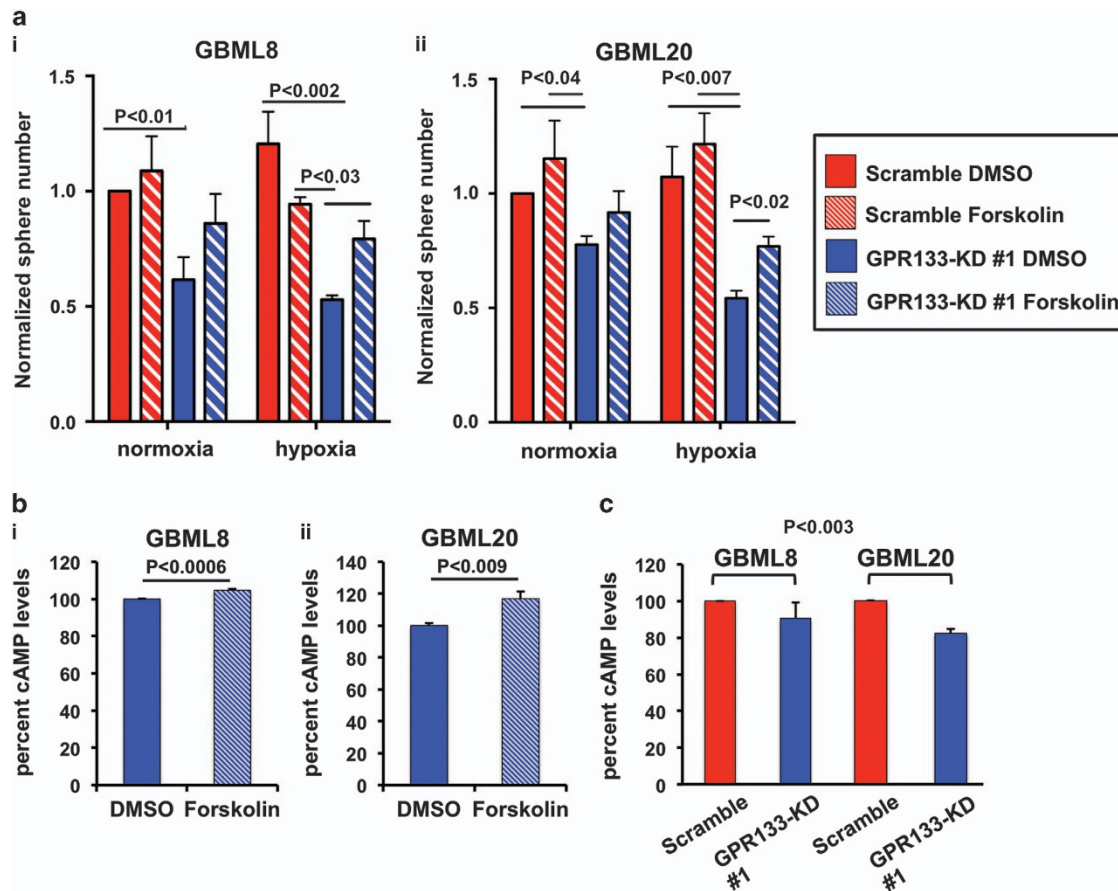 a
i
GBML8
Normalized sphere number
1.5
1.0
0.5
0.0
P<0.01
P<0.002
P<0.03
normoxia
hypoxia
ii
GBML20
Normalized sphere number
1.5
1.0
0.5
0.0
P<0.04
P<0.007
P<0.02
normoxia
hypoxia
Scramble DMSO
Scramble Forskolin
GPR133-KD #1 DMSO
GPR133-KD #1 Forskolin
b
i
GBML8
percent cAMP levels
120
100
80
60
40
20
0
P<0.0006
DMSO Forskolin
ii
GBML20
percent cAMP levels
140
120
100
80
60
40
20
0
P<0.009
DMSO Forskolin
c
P<0.003
GBML8
GBML20
percent cAMP levels
120
100
80
60
40
20
0
Scramble
GPR133-KD
#1
Scramble
GPR133-KD
#1